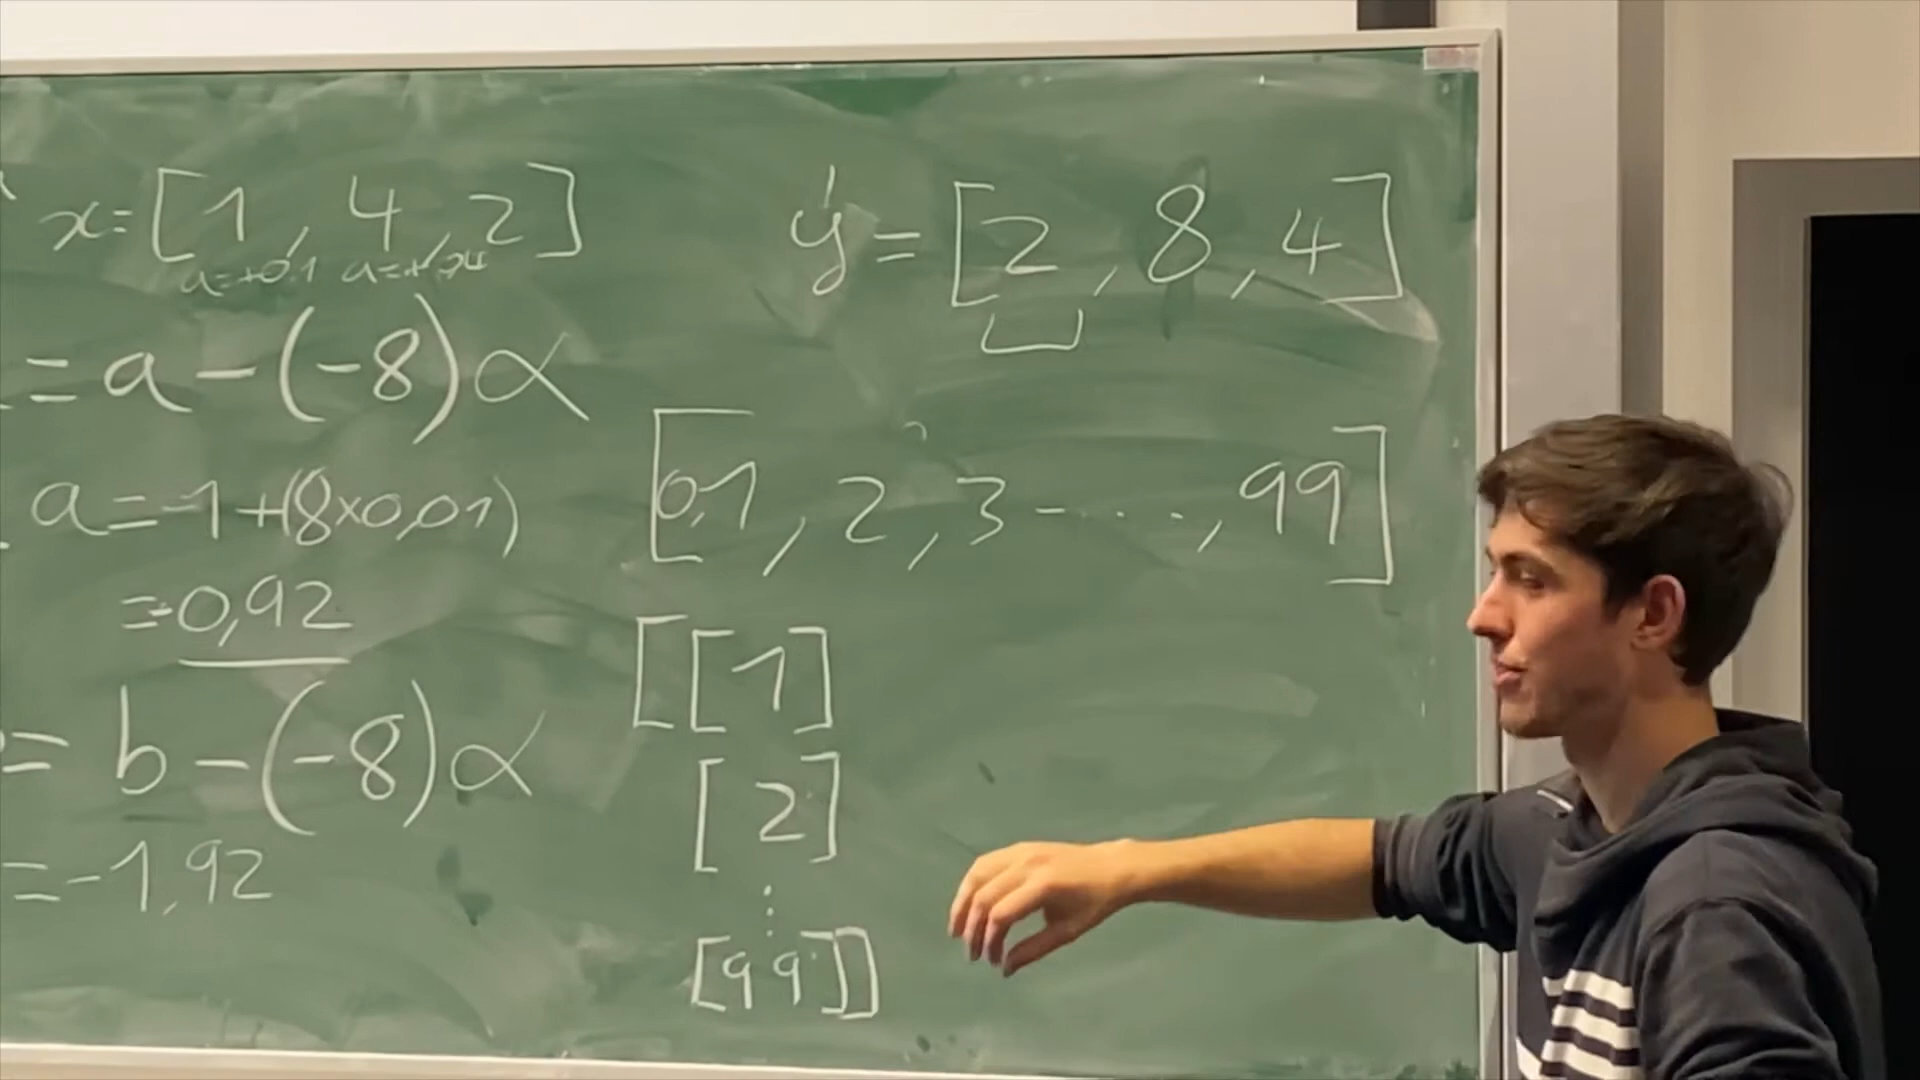 x=[1, 4, 2]
y=[2, 8, 4]
= a-(-8)α
a=-1+(8×0,01)
=-0,92
= b-(-8)α
=-1,92
[0,1, 2, 3-...., 99]
[[1]
[2]
⋮
[99]]